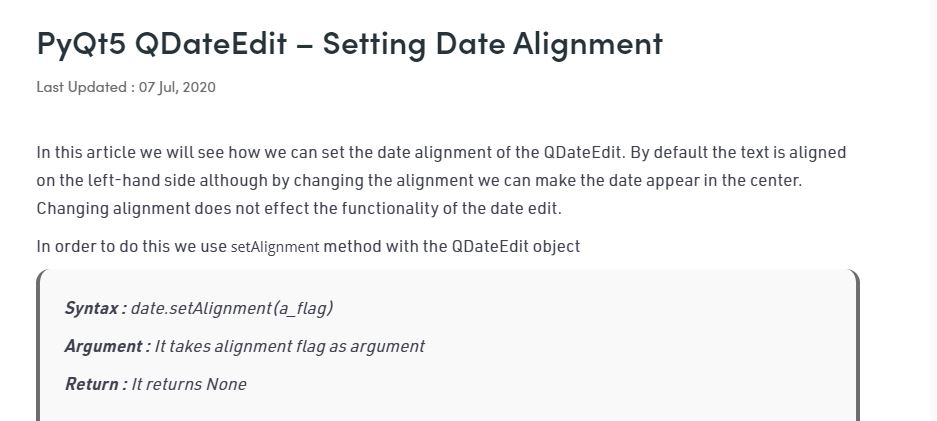 PyQt5 QDateEdit – Setting Date Alignment
Last Updated : 07 Jul, 2020
In this article we will see how we can set the date alignment of the QDateEdit. By default the text is aligned
on the left-hand side although by changing the alignment we can make the date appear in the center.
Changing alignment does not effect the functionality of the date edit.
In order to do this we use setAlignment method with the QDateEdit object
Syntax : date.setAlignment(a_flag)
Argument : It takes alignment flag as argument
Return : It returns None